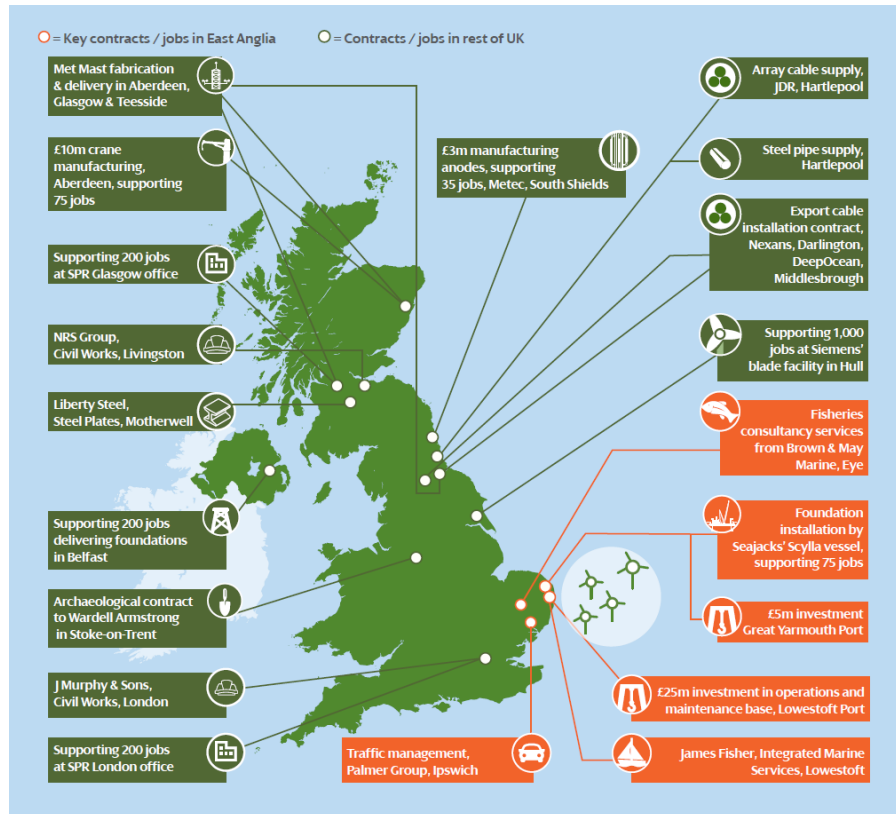 = Key contracts / jobs in East Anglia
= Contracts / jobs in rest of UK
Met Mast fabrication
& delivery in Aberdeen,
Glasgow & Teesside
£10m crane
manufacturing,
Aberdeen, supporting
75 jobs
Supporting 200 jobs
at SPR Glasgow office
NRS Group,
Civil Works, Livingston
Liberty Steel,
Steel Plates, Motherwell
Supporting 200 jobs
delivering foundations
in Belfast
Archaeological contract
to Wardell Armstrong
in Stoke-on-Trent
J Murphy & Sons,
Civil Works, London
Supporting 200 jobs
at SPR London office
£3m manufacturing
anodes, supporting
35 jobs, Metec, South Shields
Traffic management,
Palmer Group, Ipswich
Array cable supply,
JDR, Hartlepool
Steel pipe supply,
Hartlepool
Export cable
installation contract,
Nexans, Darlington,
DeepOcean,
Middlesbrough
Supporting 1,000
jobs at Siemens'
blade facility in Hull
Fisheries
consultancy services
from Brown & May
Marine, Eye
Foundation
installation by
Seajacks' Scylla vessel,
supporting 75 jobs
£5m investment
Great Yarmouth Port
£25m investment in operations and
maintenance base, Lowestoft Port
James Fisher, Integrated Marine
Services, Lowestoft